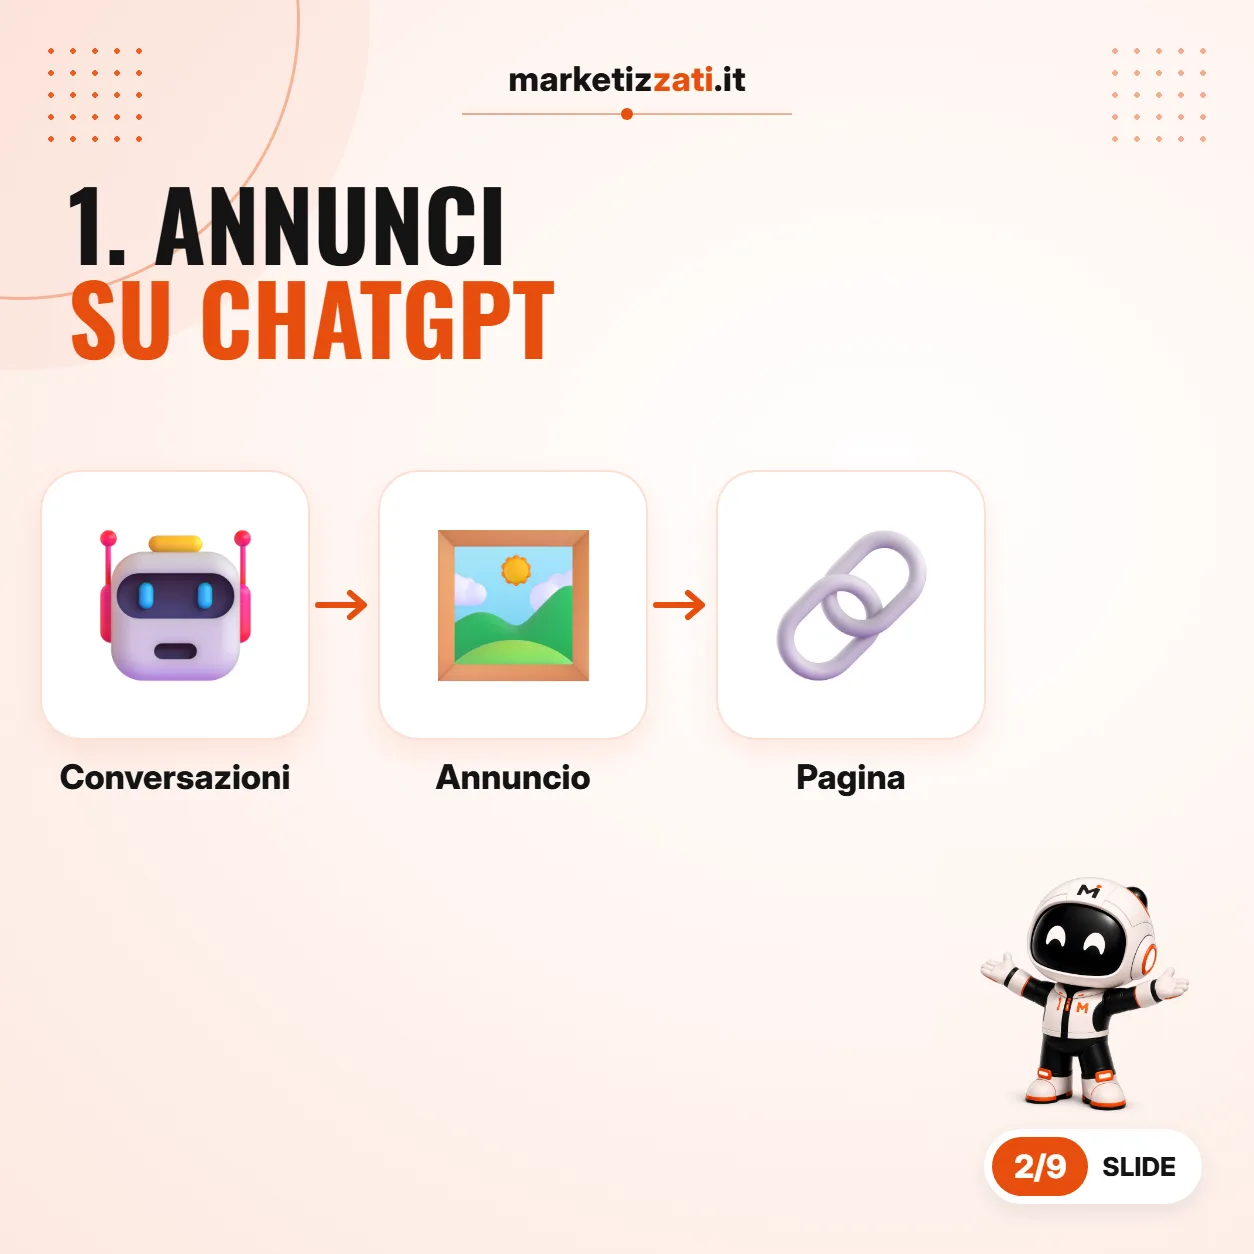 marketizzati.it
1. ANNUNCI
SU CHATGPT
Conversazioni
Annuncio
Pagina
M
M
2/9 SLIDE